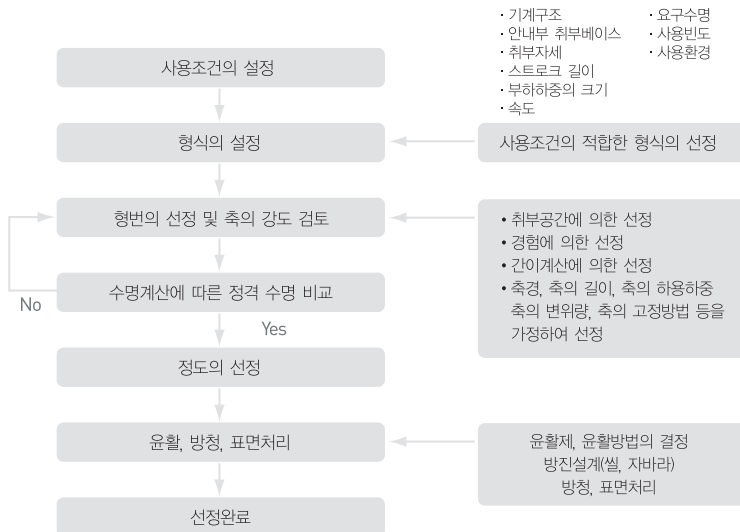 · 기계구조
· 안내부 취부베이스
· 취부자세
· 스트로크 길이
· 부하하중의 크기
· 속도
· 요구수명
· 사용빈도
· 사용환경
사용조건의 설정
형식의 설정
사용조건의 적합한 형식의 선정
형번의 선정 및 축의 강도 검토
• 취부공간에 의한 선정
• 경험에 의한 선정
• 간이계산에 의한 선정
• 축경, 축의 길이, 축의 하용하중
축의 변위량, 축의 고정방법 등을
가정하여 선정
수명계산에 따른 정격 수명 비교
No
Yes
정도의 선정
윤활, 방청, 표면처리
윤활제, 윤활방법의 결정
방진설계(씰, 자바라)
방청, 표면처리
선정완료